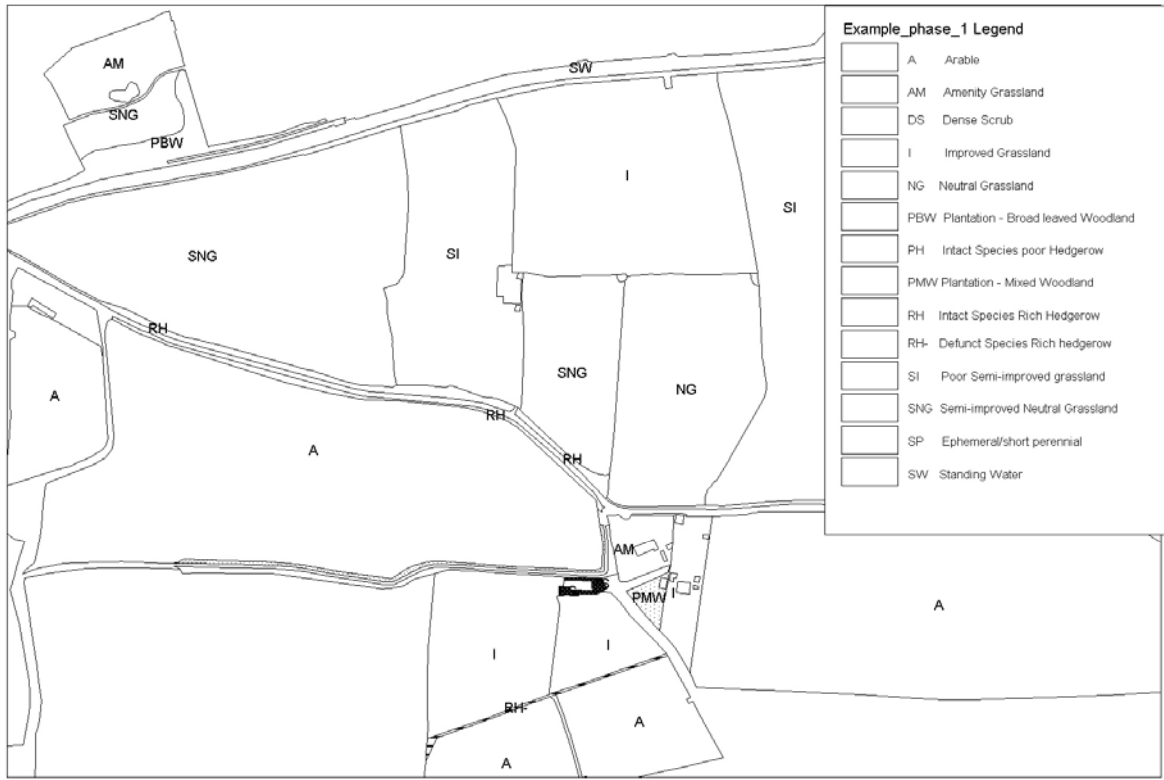 Example_phase_1 Legend
A Arable
AM Amenity Grassland
DS Dense Scrub
I Improved Grassland
NG Neutral Grassland
PBW Plantation - Broad leaved Woodland
PH Intact Species poor Hedgerow
PMW Plantation - Mixed Woodland
RH Intact Species Rich Hedgerow
RH- Defunct Species Rich hedgerow
SI Poor Semi-improved grassland
SNG Semi-improved Neutral Grassland
SP Ephemeral/short perennial
SW Standing Water
AM
SW
SNG
PBW
I
SI
SNG
SI
RH
A
SNG
NG
RH
A
RH
AM
PMW
I
A
I
I
RH-
A
A